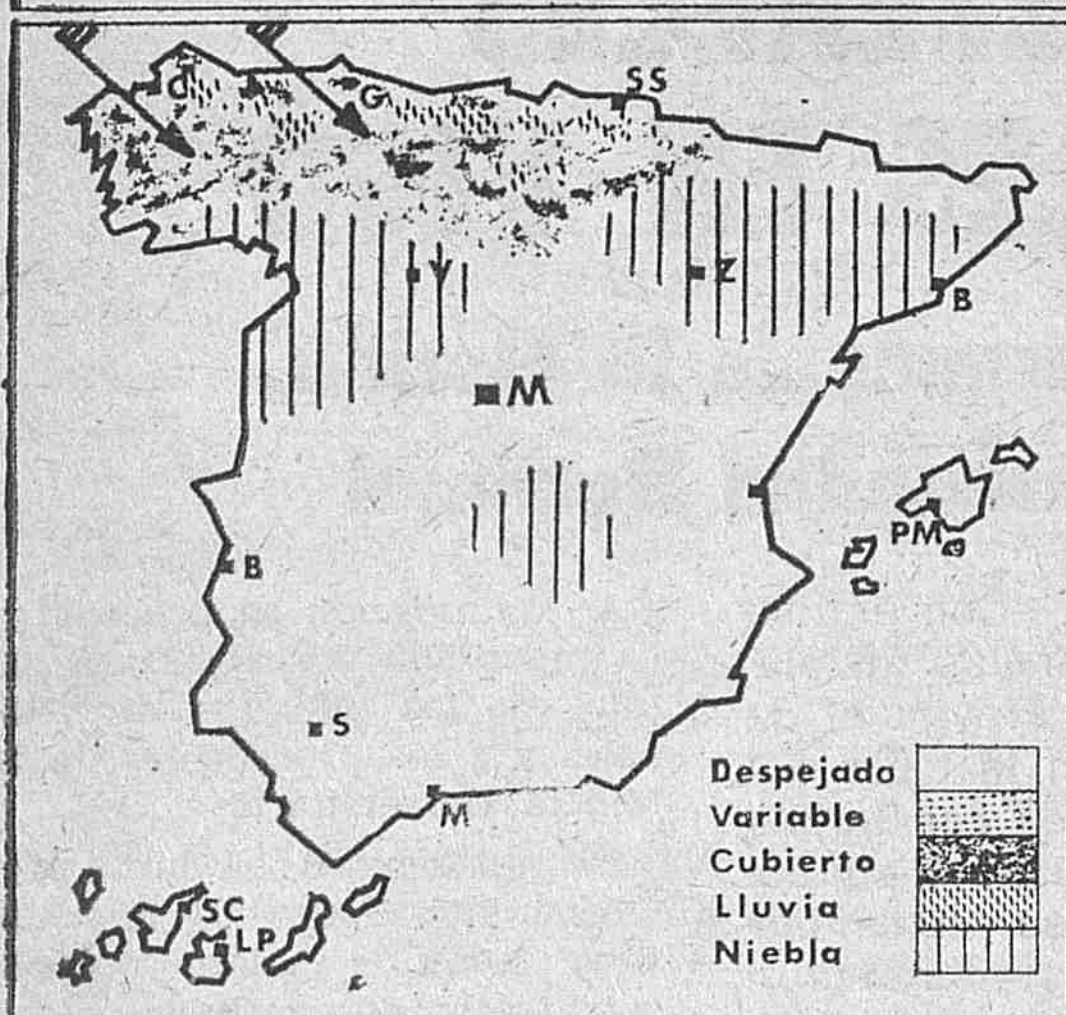 C
G
SS
V
Z
B
M
PM
B
S
M
SC
LP
Despejado
Variable
Cubierto
Lluvia
Niebla